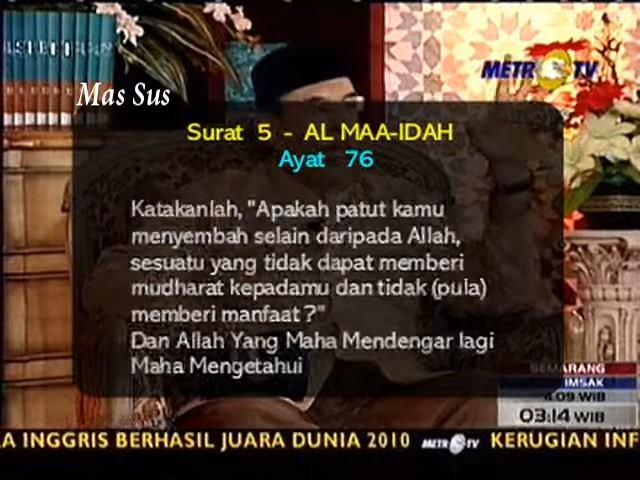 METRO TV
Mas Sus
Surat 5 - AL MAA-IDAH
Ayat 76
Katakanlah, "Apakah patut kamu
menyembah selain daripada Allah,
sesuatu yang tidak dapat memberi
mudharat kepadamu dan tidak (pula)
memberi manfaat ?"
Dan Allah Yang Maha Mendengar lagi
Maha Mengetahui
SEMARANG
IMSAK
4.09 WIB
03:14 WIB
A INGGRIS BERHASIL JUARA DUNIA 2010 METRO TV KERUGIAN INF